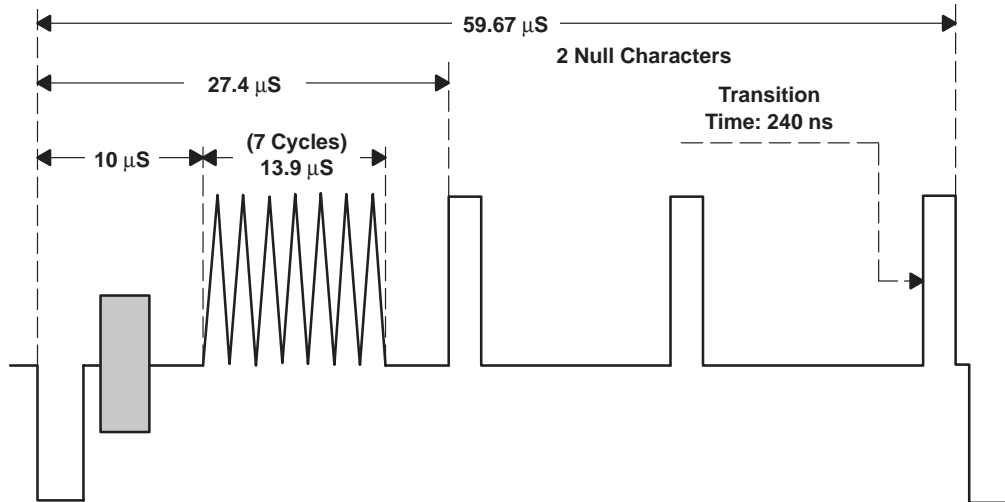 59.67 μS
2 Null Characters
27.4 μS
Transition
Time: 240 ns
(7 Cycles)
10 μS
13.9 μS